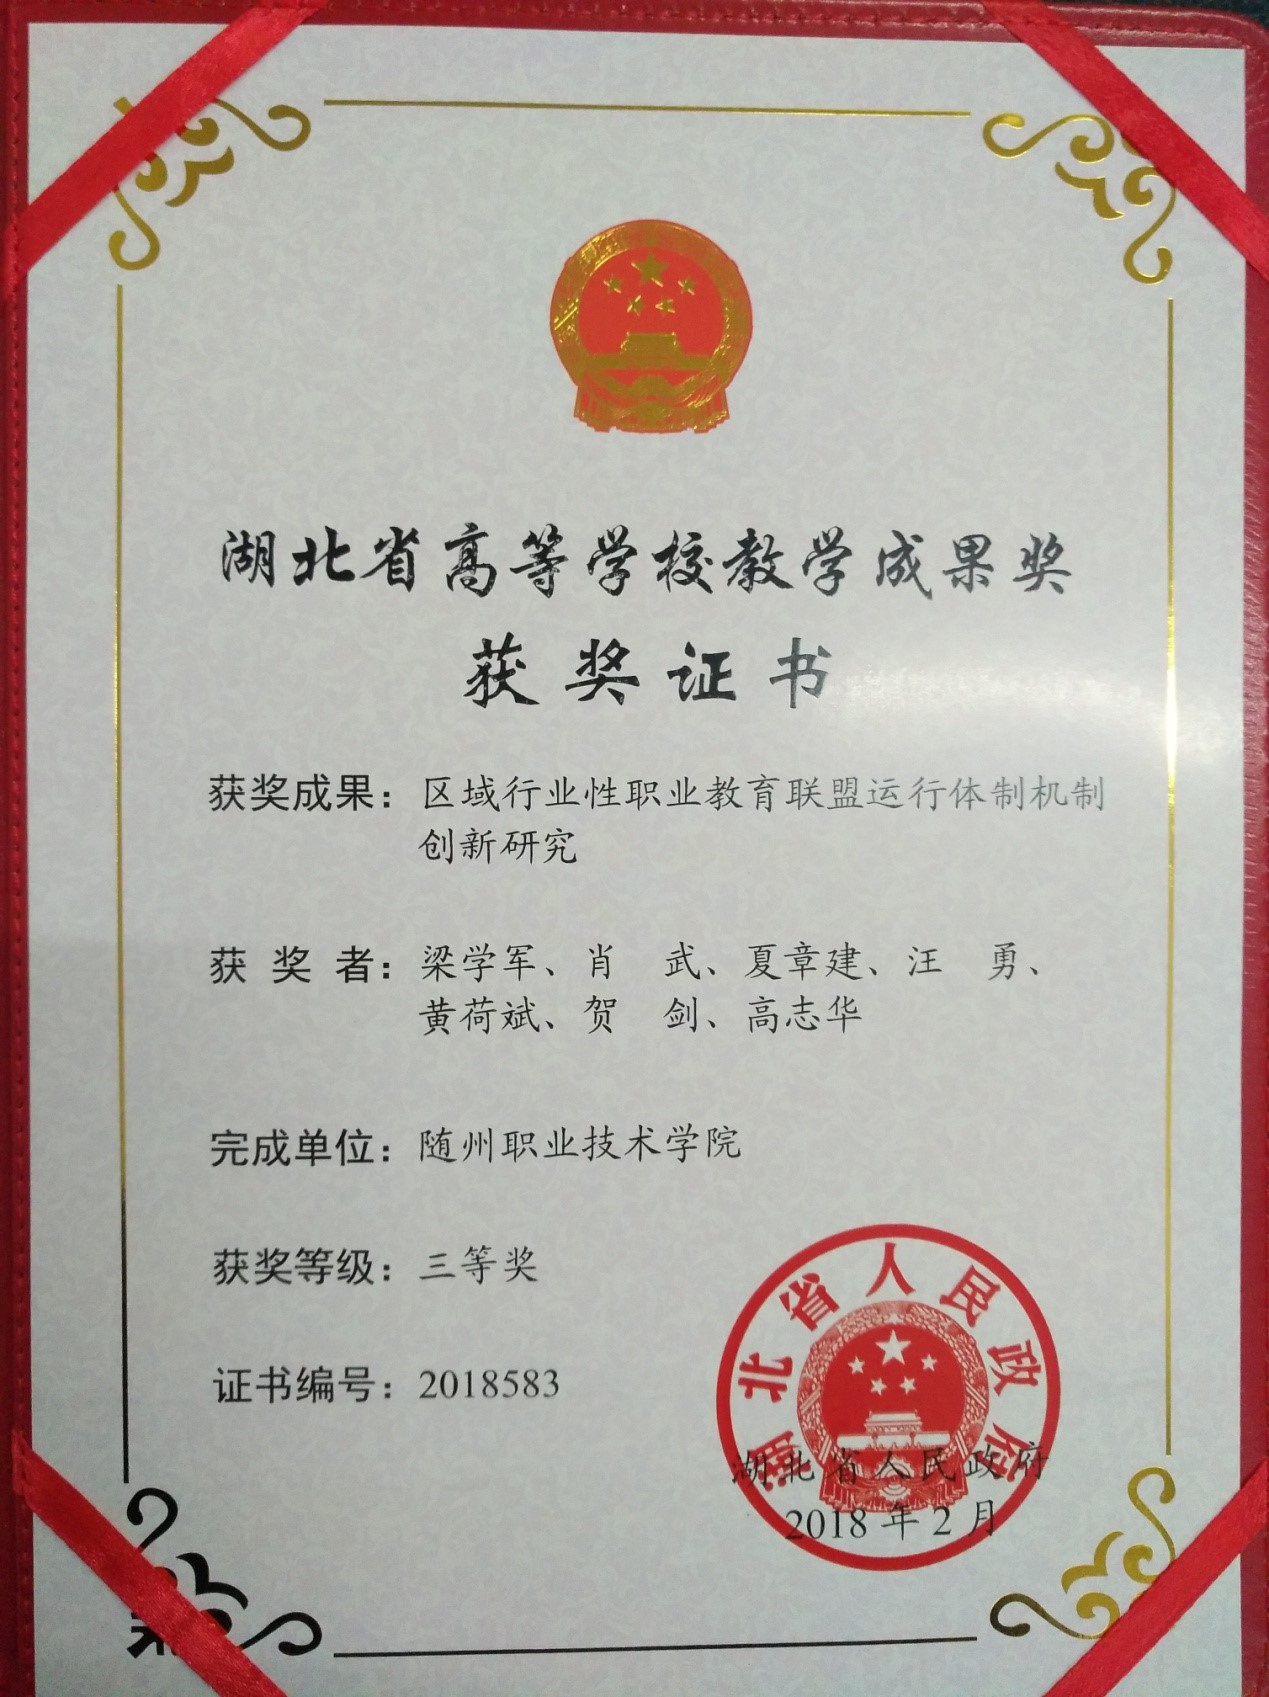 湖北省高等学校教学成果奖
获奖证书
获奖成果：区域行业性职业教育联盟运行体制机制
创新研究
获奖者：梁学军、肖　武、夏章建、汪　勇、
黄荷斌、贺　剑、高志华
完成单位：随州职业技术学院
获奖等级：三等奖
证书编号：2018583
湖北省人民政府
湖北省人民政府
2018年2月